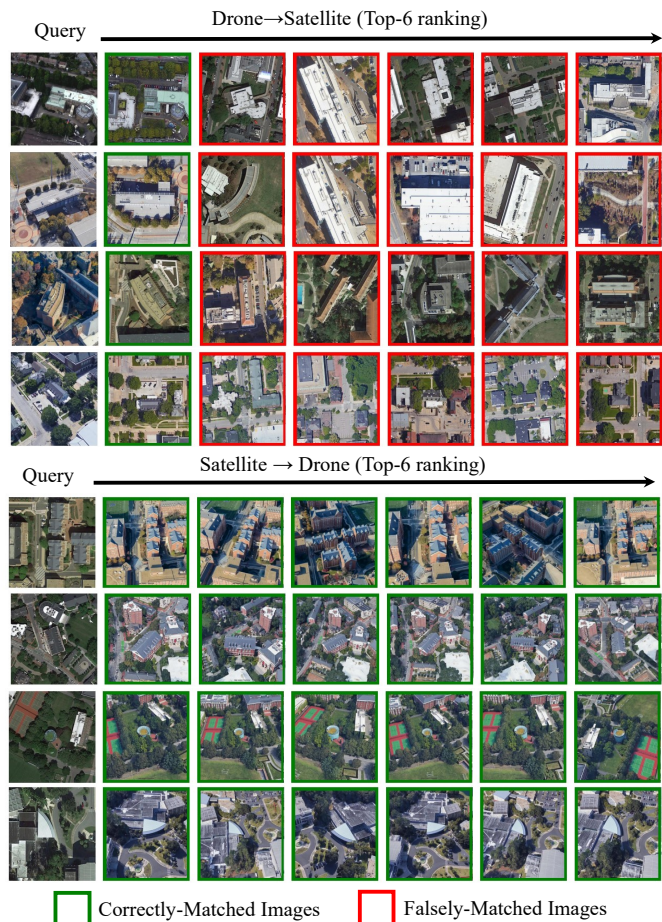 Drone→Satellite (Top-6 ranking)
Query
Satellite → Drone (Top-6 ranking)
Query
Correctly-Matched Images
Falsely-Matched Images